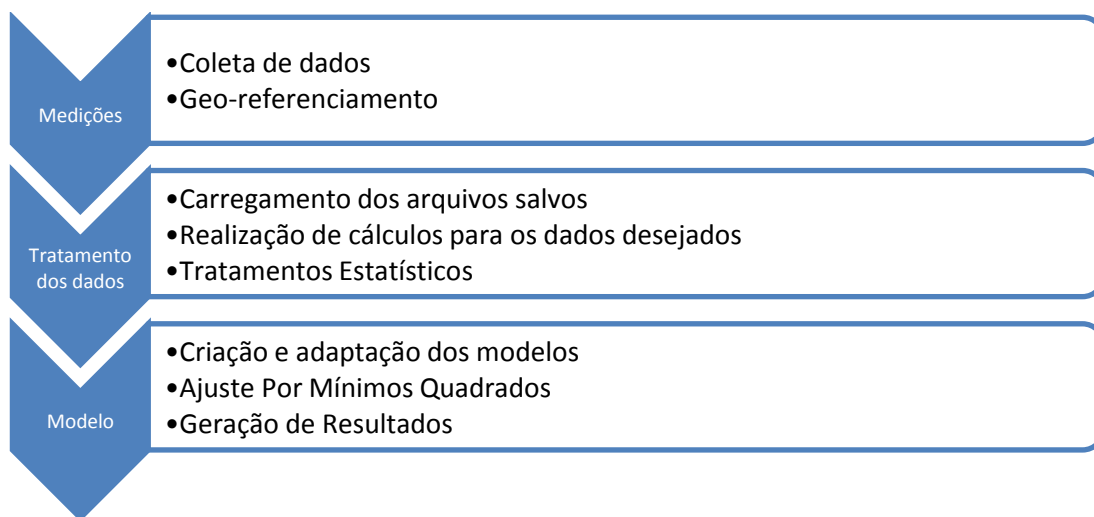 Medições
•Coleta de dados
•Geo-referenciamento
Tratamento
dos dados
•Carregamento dos arquivos salvos
•Realização de cálculos para os dados desejados
•Tratamentos Estatísticos
Modelo
•Criação e adaptação dos modelos
•Ajuste Por Mínimos Quadrados
•Geração de Resultados